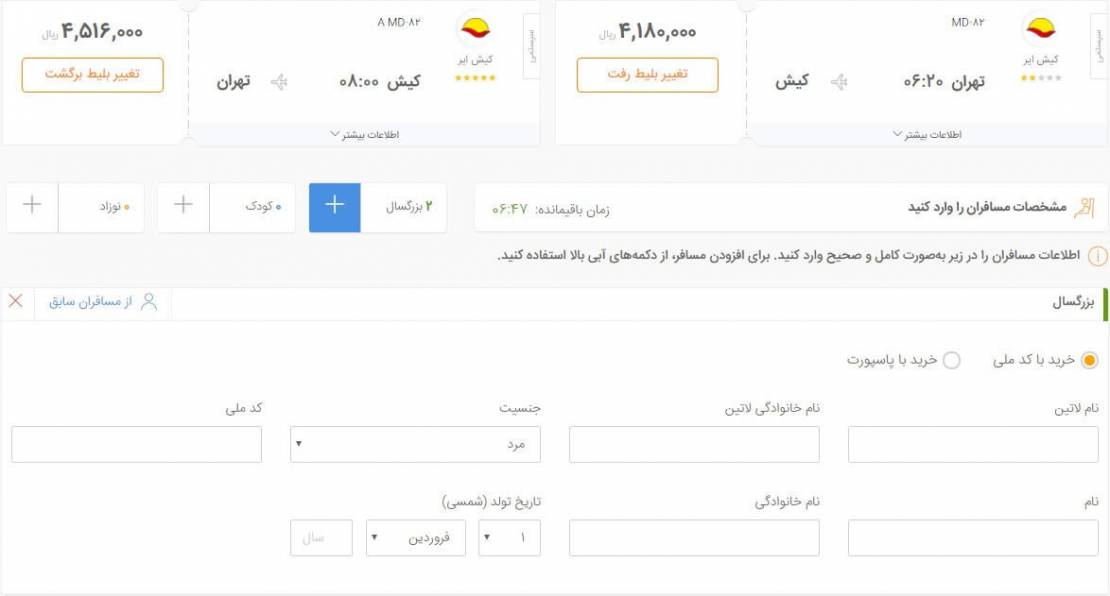 سیستمی
کیش ایر
MD-۸۲
تهران ۰۶:۲۰
کیش
۴,۱۸۰,۰۰۰ ریال
تغییر بلیط رفت
اطلاعات بیشتر
سیستمی
کیش ایر
A MD-۸۲
کیش ۰۸:۰۰
تهران
۴,۵۱۶,۰۰۰ ریال
تغییر بلیط برگشت
اطلاعات بیشتر
مشخصات مسافران را وارد کنید
زمان باقیمانده: ۰۶:۴۷
۲ بزرگسال
+
۰ کودک
+
۰ نوزاد
+
اطلاعات مسافران را در زیر به‌صورت کامل و صحیح وارد کنید. برای افزودن مسافر، از دکمه‌های آبی بالا استفاده کنید.
بزرگسال
از مسافران سابق
خرید با کد ملی
خرید با پاسپورت
نام لاتین
نام خانوادگی لاتین
جنسیت
کد ملی
مرد
نام
نام خانوادگی
تاریخ تولد (شمسی)
۱
فروردین
سال